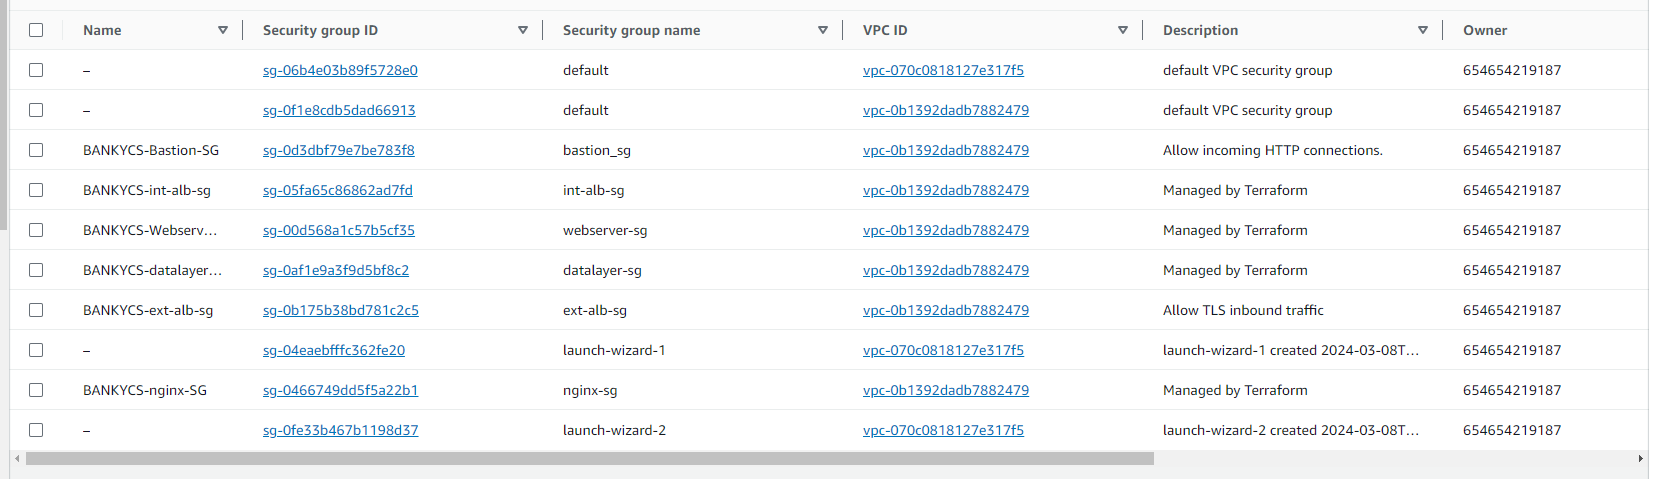 Name Security group ID Security group name VPC ID Description Owner
– sg-06b4e03b89f5728e0 default vpc-070c0818127e317f5 default VPC security group 654654219187
– sg-0f1e8cdb5dad66913 default vpc-0b1392dadb7882479 default VPC security group 654654219187
BANKYCS-Bastion-SG sg-0d3dbf79e7be783f8 bastion_sg vpc-0b1392dadb7882479 Allow incoming HTTP connections. 654654219187
BANKYCS-int-alb-sg sg-05fa65c86862ad7fd int-alb-sg vpc-0b1392dadb7882479 Managed by Terraform 654654219187
BANKYCS-Webserv… sg-00d568a1c57b5cf35 webserver-sg vpc-0b1392dadb7882479 Managed by Terraform 654654219187
BANKYCS-datalayer… sg-0af1e9a3f9d5bf8c2 datalayer-sg vpc-0b1392dadb7882479 Managed by Terraform 654654219187
BANKYCS-ext-alb-sg sg-0b175b38bd781c2c5 ext-alb-sg vpc-0b1392dadb7882479 Allow TLS inbound traffic 654654219187
– sg-04eaebfffc362fe20 launch-wizard-1 vpc-070c0818127e317f5 launch-wizard-1 created 2024-03-08T… 654654219187
BANKYCS-nginx-SG sg-0466749dd5f5a22b1 nginx-sg vpc-0b1392dadb7882479 Managed by Terraform 654654219187
– sg-0fe33b467b1198d37 launch-wizard-2 vpc-070c0818127e317f5 launch-wizard-2 created 2024-03-08T… 654654219187